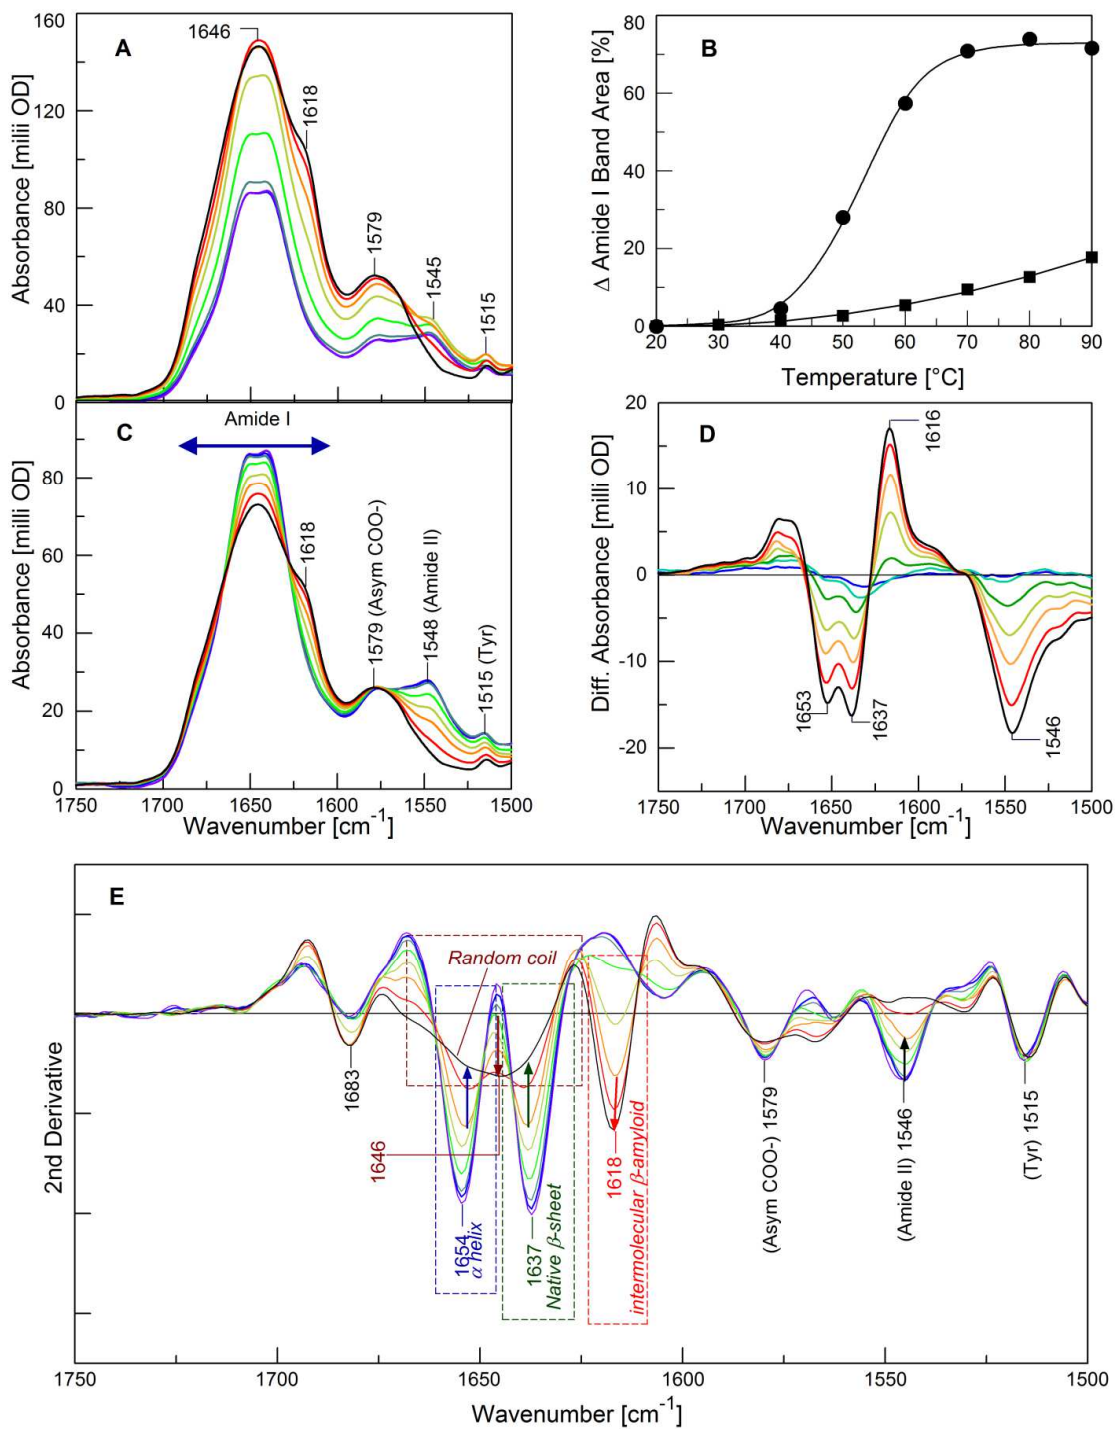 A
Absorbance [milii OD]
160
120
80
40
0
1646
1618
1579
1545
1515
B
Δ Amide I Band Area [%]
80
60
40
20
0
20 30 40 50 60 70 80 90
Temperature [°C]
C
Amide I
Absorbance [milli OD]
80
60
40
20
0
1618
1579 (Asym COO-)
1548 (Amide II)
1515 (Tyr)
1750 1700 1650 1600 1550 1500
Wavenumber [cm-1]
D
Diff. Absorbance [milli OD]
20
10
0
-10
-20
1616
1653
1637
1546
1750 1700 1650 1600 1550 1500
Wavenumber [cm-1]
E
2nd Derivative
Random coil
1683
1646
1654
α helix
1637
Native β-sheet
1618
intermolecular β-amyloid
(Asym COO-) 1579
(Amide II) 1546
(Tyr) 1515
1750 1700 1650 1600 1550 1500
Wavenumber [cm-1]